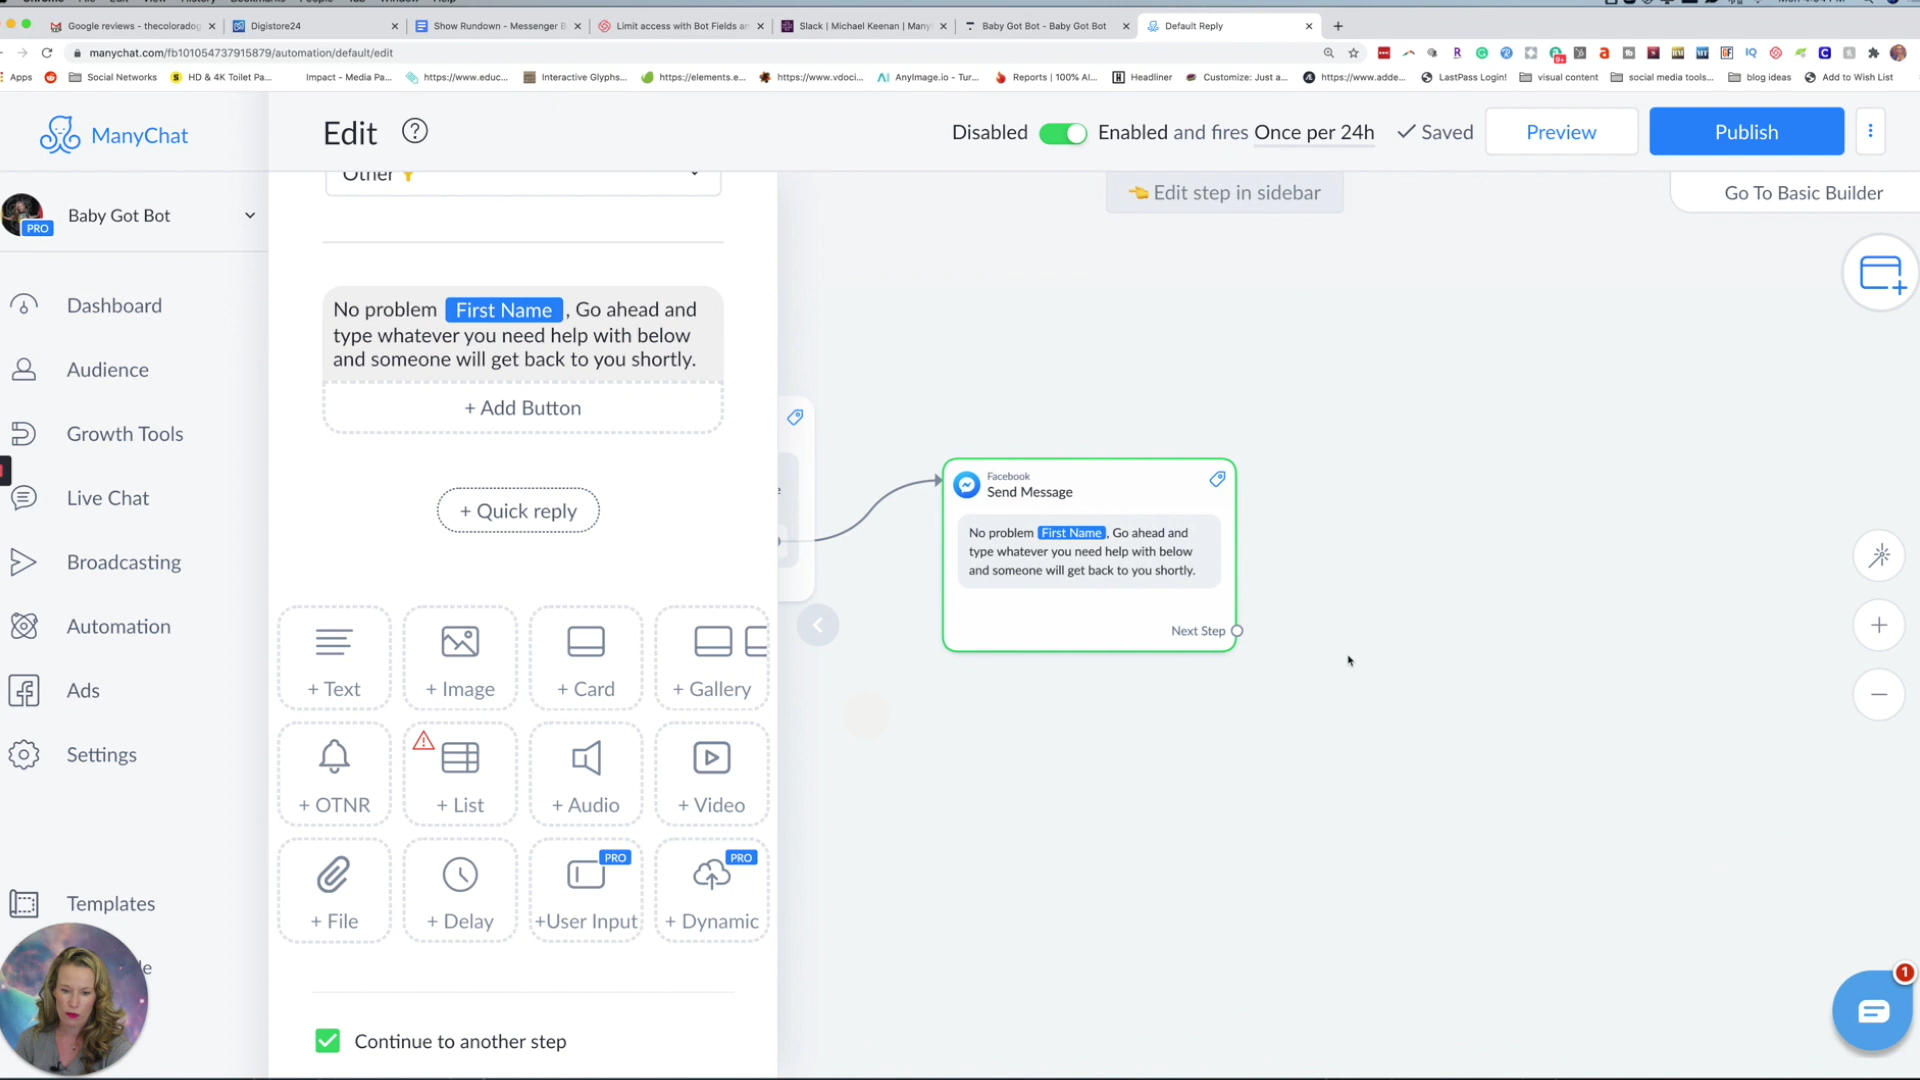 Google reviews - thecoloradog
Digistore24
Show Rundown - Messenger B
Limit access with Bot Fields an
Slack | Michael Keenan | Many
Baby Got Bot - Baby Got Bot
Default Reply
manychat.com/fb101054737915879/automation/default/edit
Apps
Social Networks
HD & 4K Toilet Pa...
Impact - Media Pa...
https://www.educ...
Interactive Glyphs...
https://elements.e...
https://www.vdoci...
AnyImage.io - Tur...
Reports | 100% Al...
Headliner
Customize: Just a...
https://www.adde...
LastPass Login!
visual content
social media tools...
blog ideas
Add to Wish List
ManyChat
Edit
Disabled
Enabled and fires Once per 24h
Saved
Preview
Publish
Other
Edit step in sidebar
Go To Basic Builder
Baby Got Bot
PRO
Dashboard
Audience
Growth Tools
Live Chat
Broadcasting
Automation
Ads
Settings
Templates
No problem First Name , Go ahead and
type whatever you need help with below
and someone will get back to you shortly.
+ Add Button
+ Quick reply
+ Text
+ Image
+ Card
+ Gallery
+ OTNR
+ List
+ Audio
+ Video
+ File
+ Delay
PRO
+User Input
PRO
+ Dynamic
Continue to another step
Facebook
Send Message
No problem First Name , Go ahead and
type whatever you need help with below
and someone will get back to you shortly.
Next Step
1